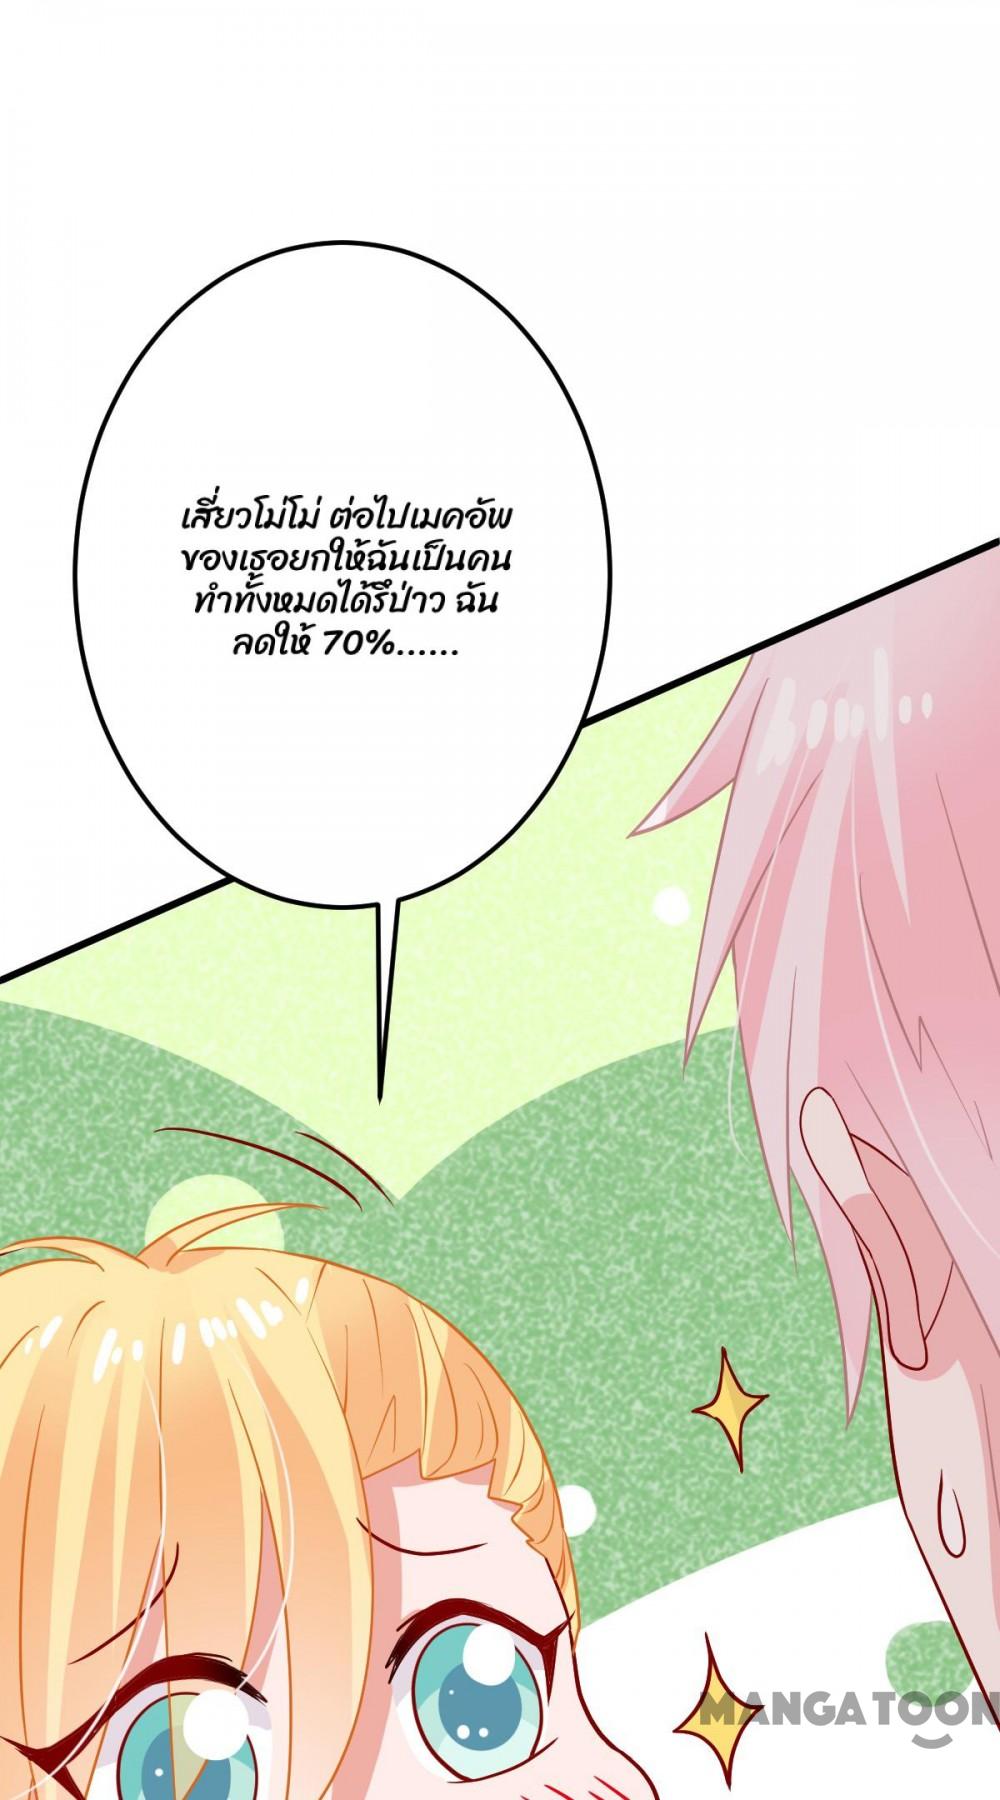 เสี่ยวโม่โม่ ต่อไปเมคอัพ
ของเธอยกให้ฉันเป็นคน
ทำทั้งหมดได้รึป่าว ฉัน
ลดให้ 70%......
MANGATOON